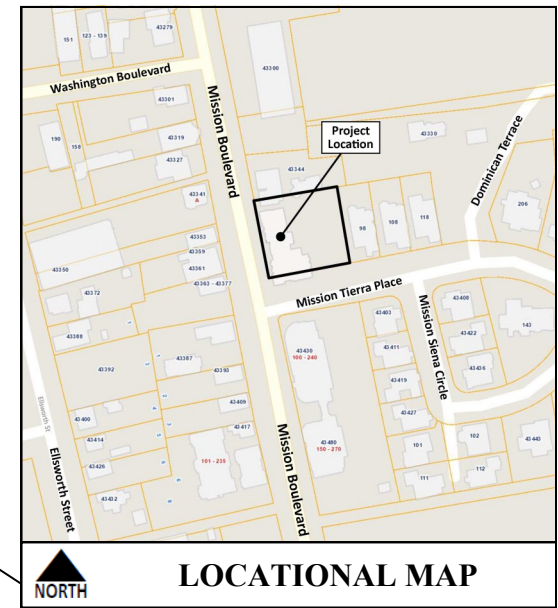 43279
123 - 139
151
43300
Washington Boulevard
Mission Boulevard
43301
Project
Location
43330
43319
190
158
43327
43344
Dominican Terrace
43341
206
98
108
118
43353
43359
43361
43350
43363 - 43377
Mission Tierra Place
43372
43408
43403
143
43388
43422
43430
100 - 240
43411
Mission Siena Circle
43387
43392
43393
43436
43419
Ellsworth St
43409
43427
43400
43417
43414
43480
150 - 270
101
102
43440
Ellsworth Street
43426
101 - 235
Mission Boulevard
111
112
43432
NORTH
LOCATIONAL MAP